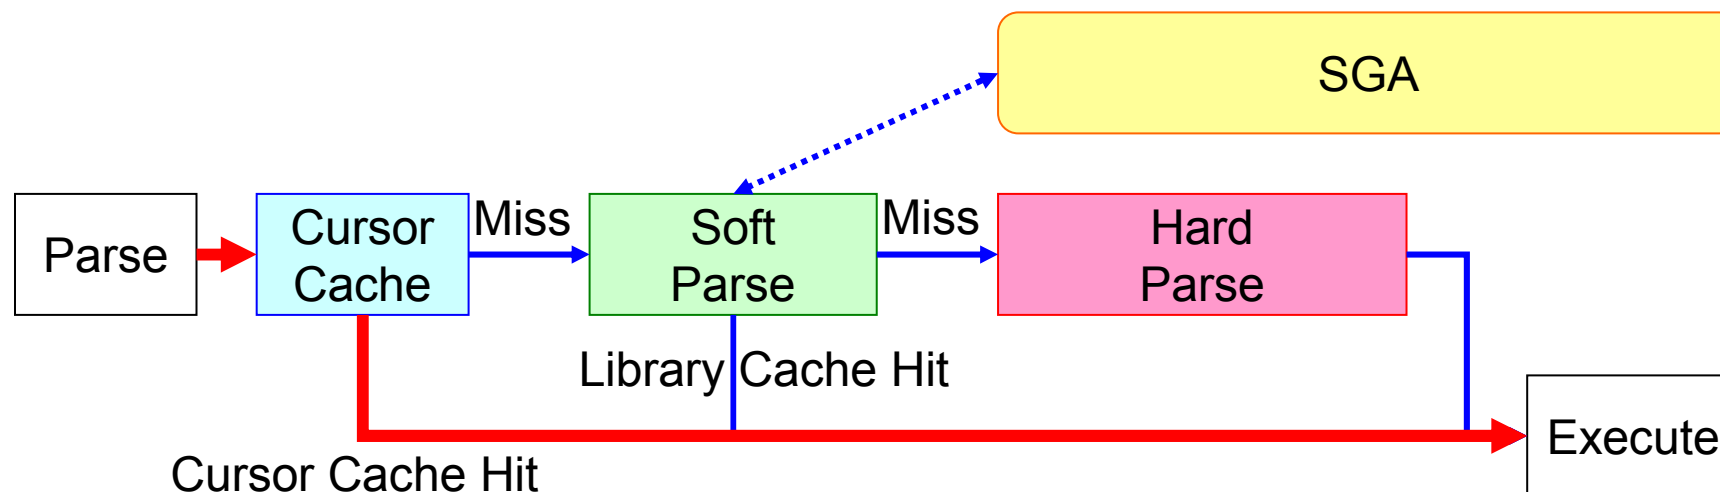 SGA
Parse
Cursor
Cache
Miss
Soft
Parse
Miss
Hard
Parse
Library Cache Hit
Execute
Cursor Cache Hit